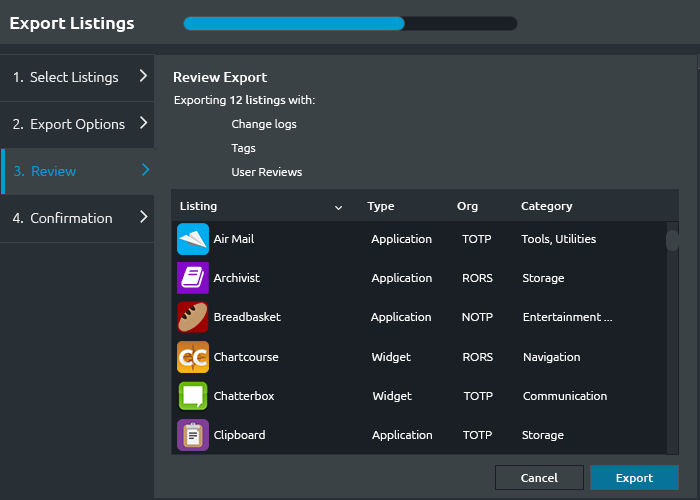 Export Listings
1. Select Listings
2. Export Options
3. Review
4. Confirmation
Review Export
Exporting 12 listings with:
Change logs
Tags
User Reviews
Listing Type Org Category
Air Mail Application TOTP Tools, Utilities
Archivist Application RORS Storage
Breadbasket Application NOTP Entertainment ...
Chartcourse Widget RORS Navigation
Chatterbox Widget TOTP Communication
Clipboard Application TOTP Storage
Cancel Export